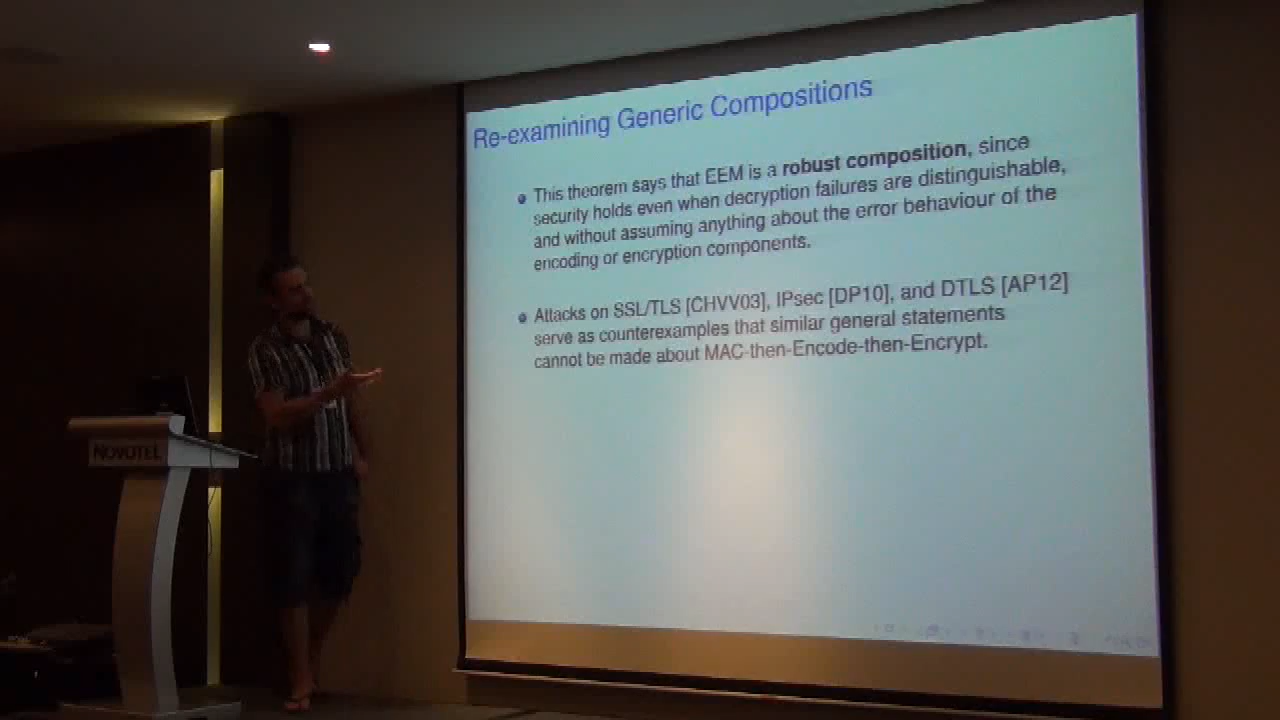 Re-examining Generic Compositions
This theorem says that EEM is a robust composition, since
security holds even when decryption failures are distinguishable,
and without assuming anything about the error behaviour of the
encoding or encryption components.
Attacks on SSL/TLS [CHVV03], IPsec [DP10], and DTLS [AP12]
serve as counterexamples that similar general statements
cannot be made about MAC-then-Encode-then-Encrypt.
NOVOTEL